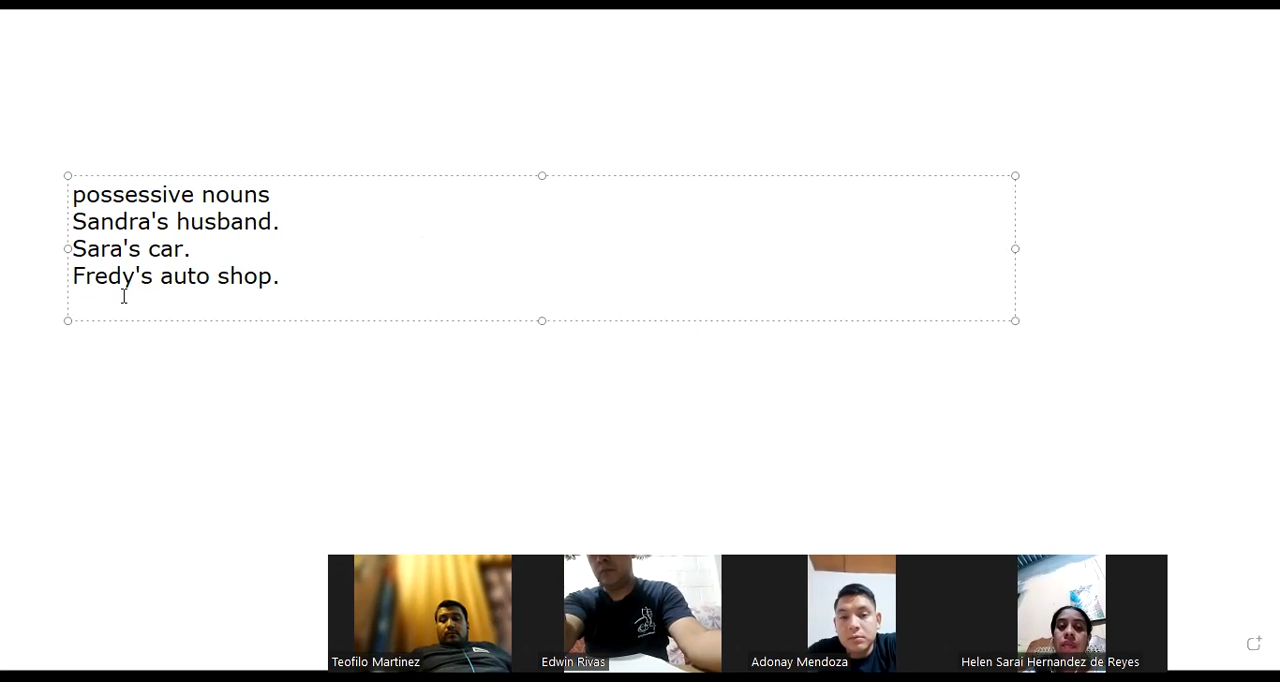 possessive nouns
Sandra's husband.
Sara's car.
Fredy's auto shop.
Teofilo Martinez
Edwin Rivas
Adonay Mendoza
Helen Sarai Hernandez de Reyes